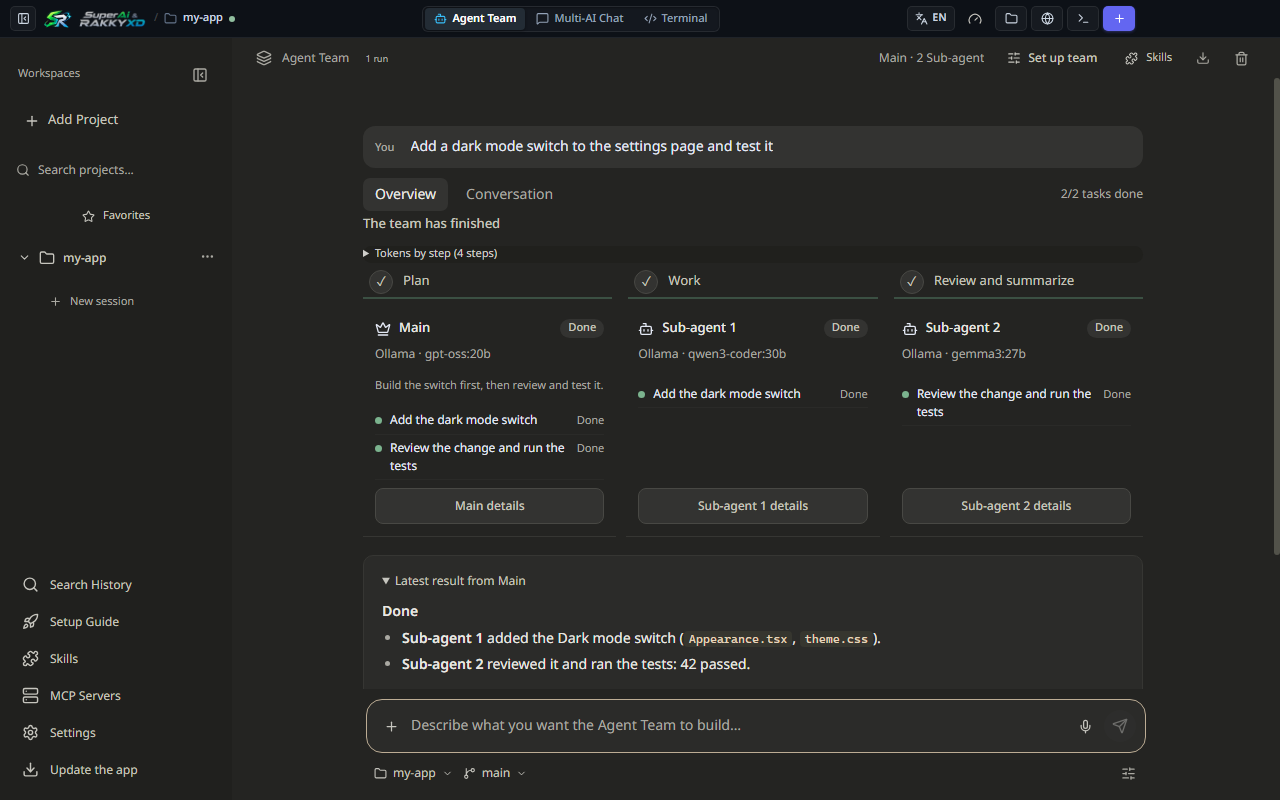 SR SuperAi & RAKKYXD / my-app
Agent Team
Multi-AI Chat
Terminal
EN
Workspaces
Add Project
Search projects...
Favorites
my-app
New session
Search History
Setup Guide
Skills
MCP Servers
Settings
Update the app
Agent Team 1 run
Main · 2 Sub-agent
Set up team
Skills
You Add a dark mode switch to the settings page and test it
Overview Conversation 2/2 tasks done
The team has finished
Tokens by step (4 steps)
Plan
Main Done
Ollama · gpt-oss:20b
Build the switch first, then review and test it.
Add the dark mode switch Done
Review the change and run the Done
tests
Main details
Work
Sub-agent 1 Done
Ollama · qwen3-coder:30b
Add the dark mode switch Done
Sub-agent 1 details
Review and summarize
Sub-agent 2 Done
Ollama · gemma3:27b
Review the change and run the Done
tests
Sub-agent 2 details
Latest result from Main
Done
Sub-agent 1 added the Dark mode switch ( Appearance.tsx , theme.css ).
Sub-agent 2 reviewed it and ran the tests: 42 passed.
Describe what you want the Agent Team to build...
my-app main